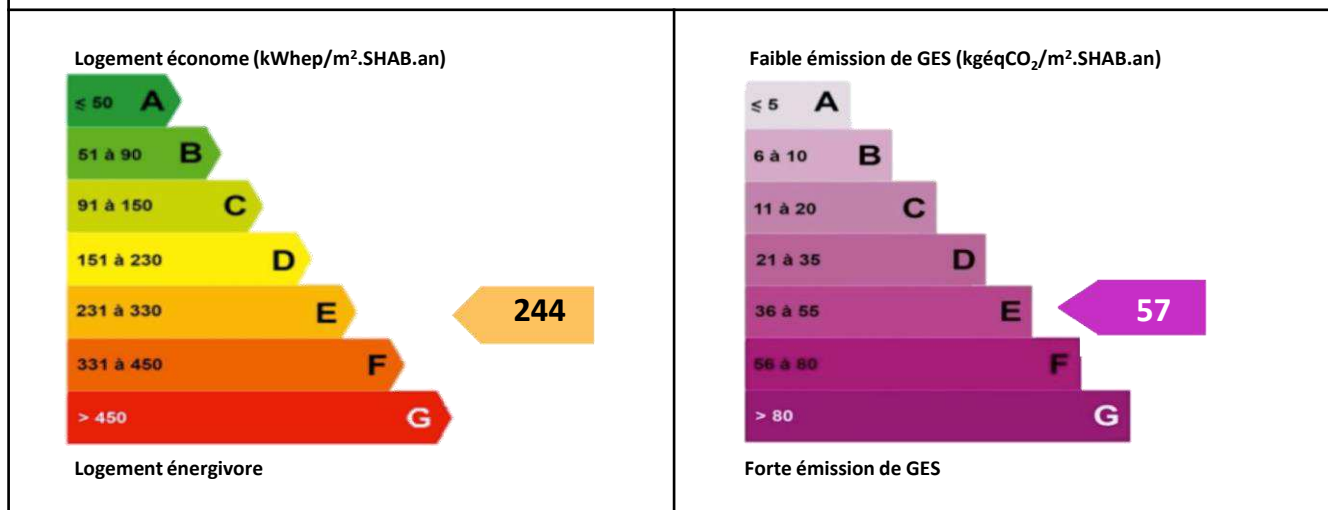 Logement économe (kWhep/m².SHAB.an)
≤ 50 A
51 à 90 B
91 à 150 C
151 à 230 D
231 à 330 E
244
331 à 450 F
> 450 G
Logement énergivore
Faible émission de GES (kgéqCO₂/m².SHAB.an)
≤ 5 A
6 à 10 B
11 à 20 C
21 à 35 D
36 à 55 E
57
56 à 80 F
> 80 G
Forte émission de GES